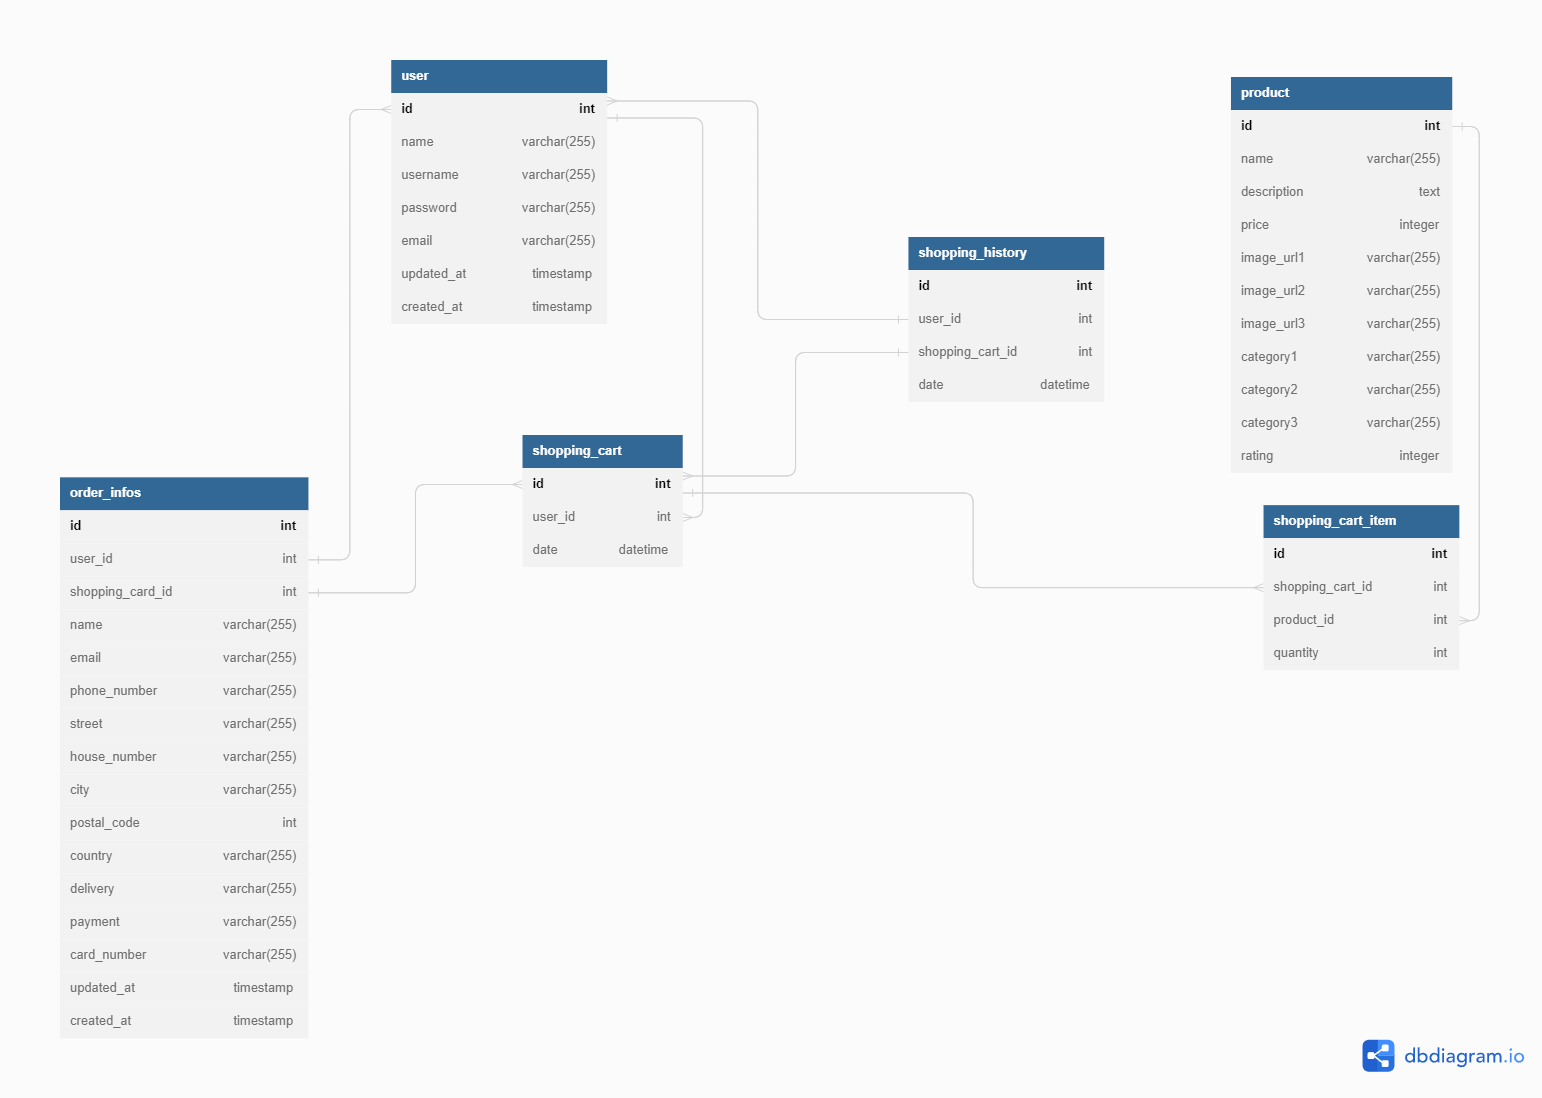 user
id int
name varchar(255)
username varchar(255)
password varchar(255)
email varchar(255)
updated_at timestamp
created_at timestamp
product
id int
name varchar(255)
description text
price integer
image_url1 varchar(255)
image_url2 varchar(255)
image_url3 varchar(255)
category1 varchar(255)
category2 varchar(255)
category3 varchar(255)
rating integer
shopping_history
id int
user_id int
shopping_cart_id int
date datetime
shopping_cart
id int
user_id int
date datetime
order_infos
id int
user_id int
shopping_card_id int
name varchar(255)
email varchar(255)
phone_number varchar(255)
street varchar(255)
house_number varchar(255)
city varchar(255)
postal_code int
country varchar(255)
delivery varchar(255)
payment varchar(255)
card_number varchar(255)
updated_at timestamp
created_at timestamp
shopping_cart_item
id int
shopping_cart_id int
product_id int
quantity int
dbdiagram.io